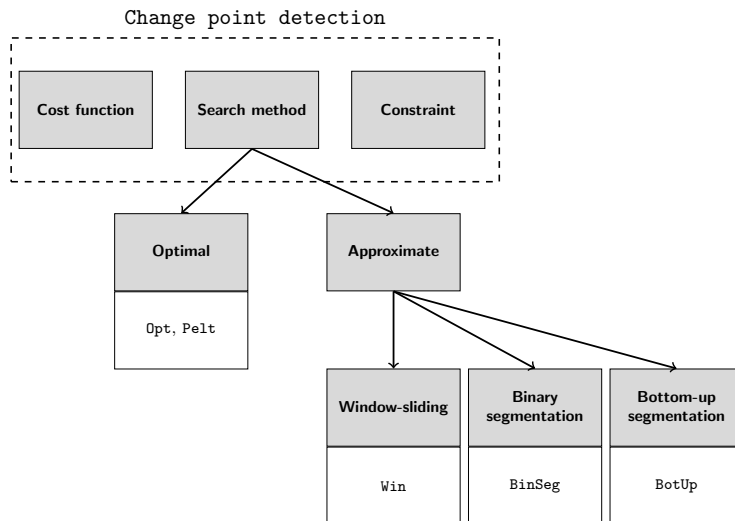 Change point detection
Cost function
Search method
Constraint
Optimal
Approximate
Opt, Pelt
Window-sliding
Binary
segmentation
Bottom-up
segmentation
Win
BinSeg
BotUp